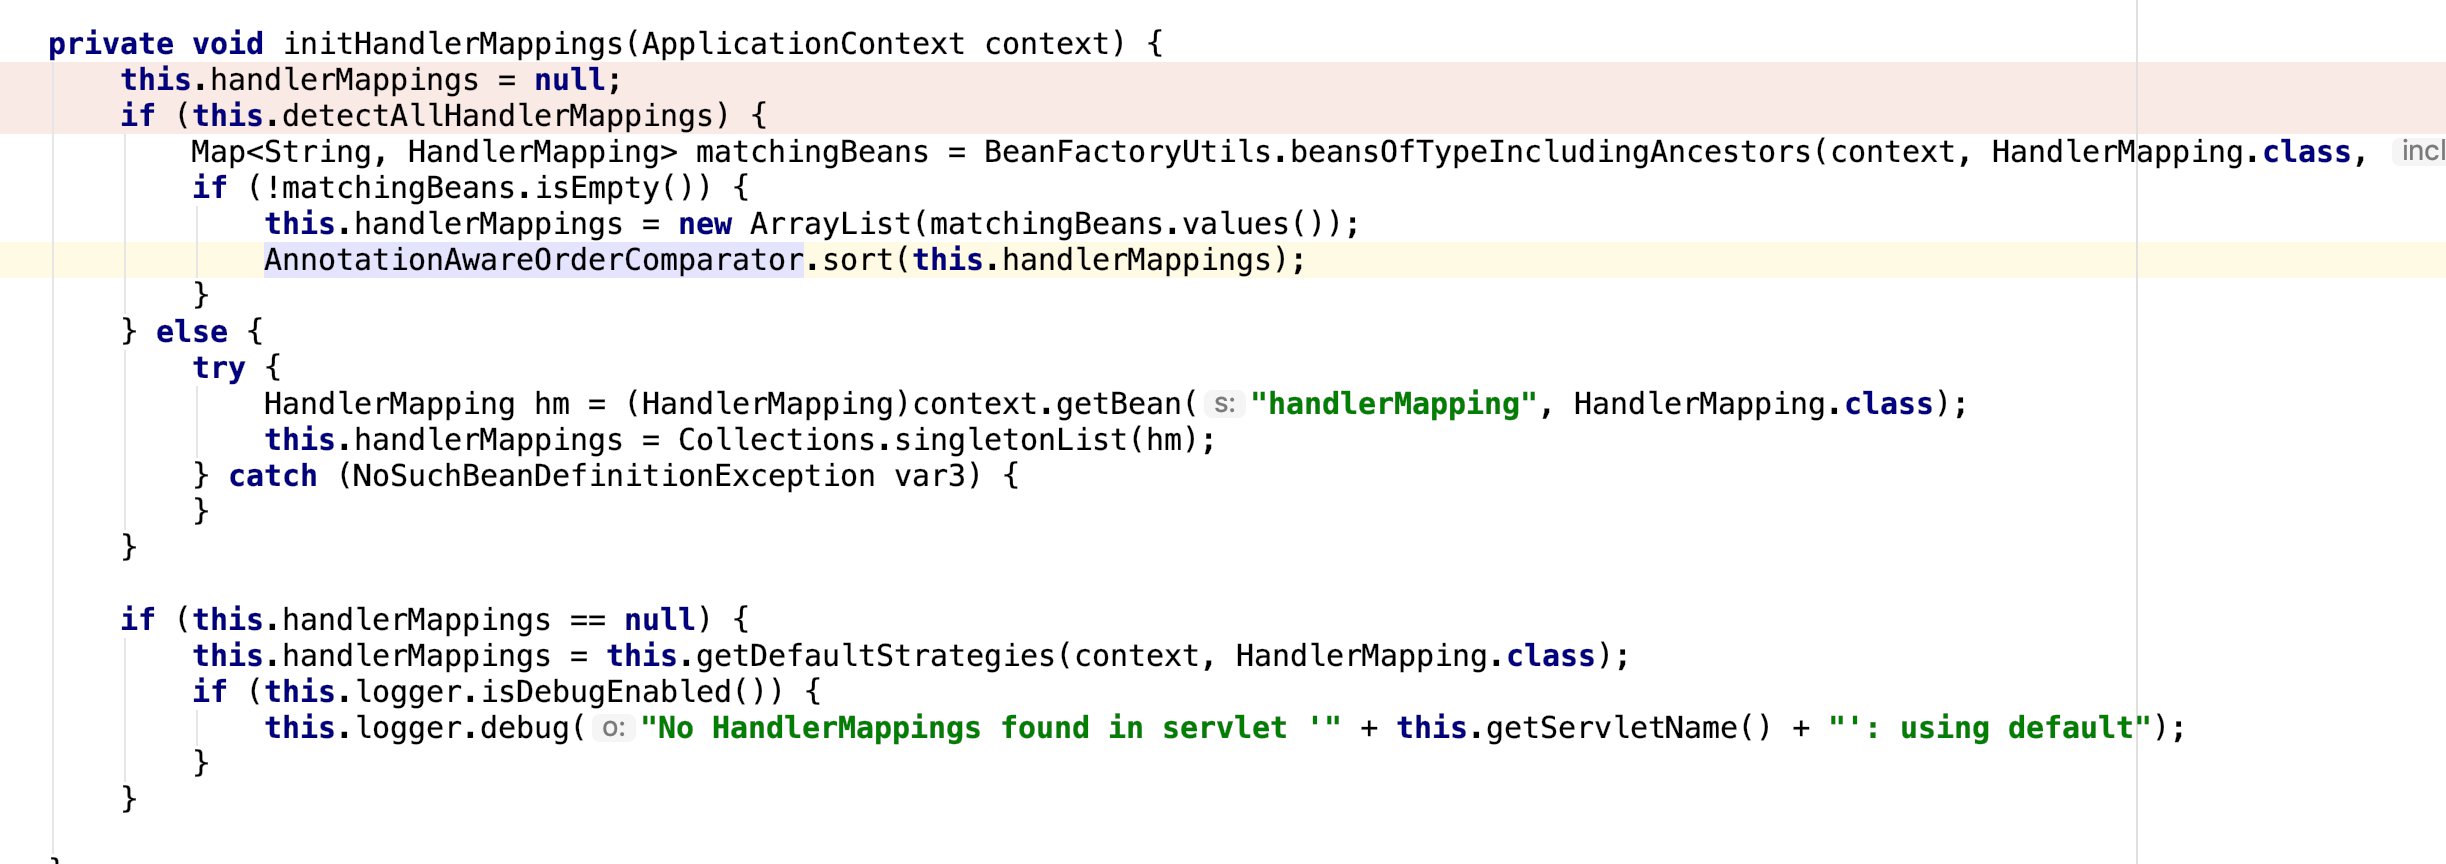 private void initHandlerMappings(ApplicationContext context) {
this.handlerMappings = null;
if (this.detectAllHandlerMappings) {
Map<String, HandlerMapping> matchingBeans = BeanFactoryUtils.beansOfTypeIncludingAncestors(context, HandlerMapping.class, incl
if (!matchingBeans.isEmpty()) {
this.handlerMappings = new ArrayList(matchingBeans.values());
AnnotationAwareOrderComparator.sort(this.handlerMappings);
}
} else {
try {
HandlerMapping hm = (HandlerMapping)context.getBean( s: "handlerMapping", HandlerMapping.class);
this.handlerMappings = Collections.singletonList(hm);
} catch (NoSuchBeanDefinitionException var3) {
}
}
if (this.handlerMappings == null) {
this.handlerMappings = this.getDefaultStrategies(context, HandlerMapping.class);
if (this.logger.isDebugEnabled()) {
this.logger.debug( o: "No HandlerMappings found in servlet '" + this.getServletName() + "': using default");
}
}
}